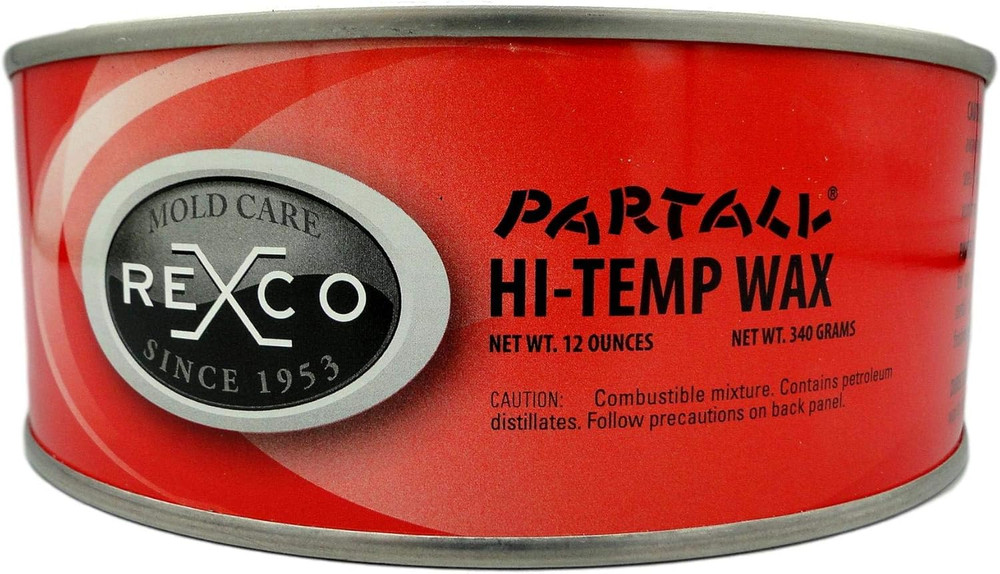 MOLD CARE
REXCO
SINCE 1953
PARTALL®
HI-TEMP WAX
NET WT. 12 OUNCES NET WT. 340 GRAMS
CAUTION: Combustible mixture. Contains petroleum
distillates. Follow precautions on back panel.